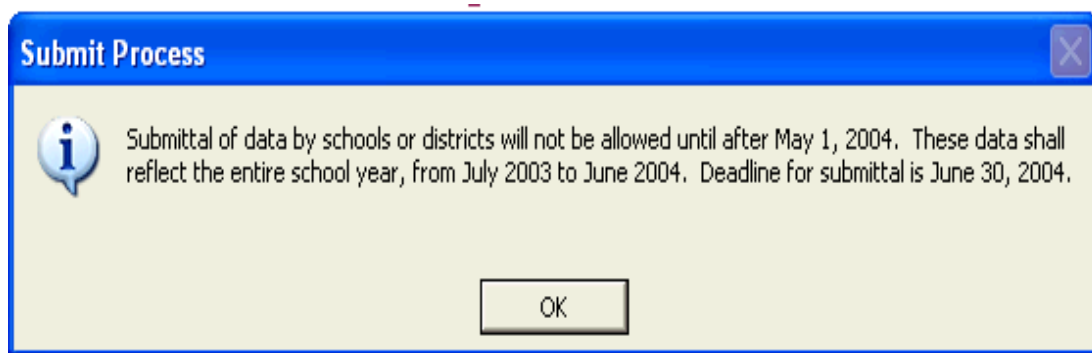 Submit Process
Submittal of data by schools or districts will not be allowed until after May 1, 2004.  These data shall
reflect the entire school year, from July 2003 to June 2004.  Deadline for submittal is June 30, 2004.
OK